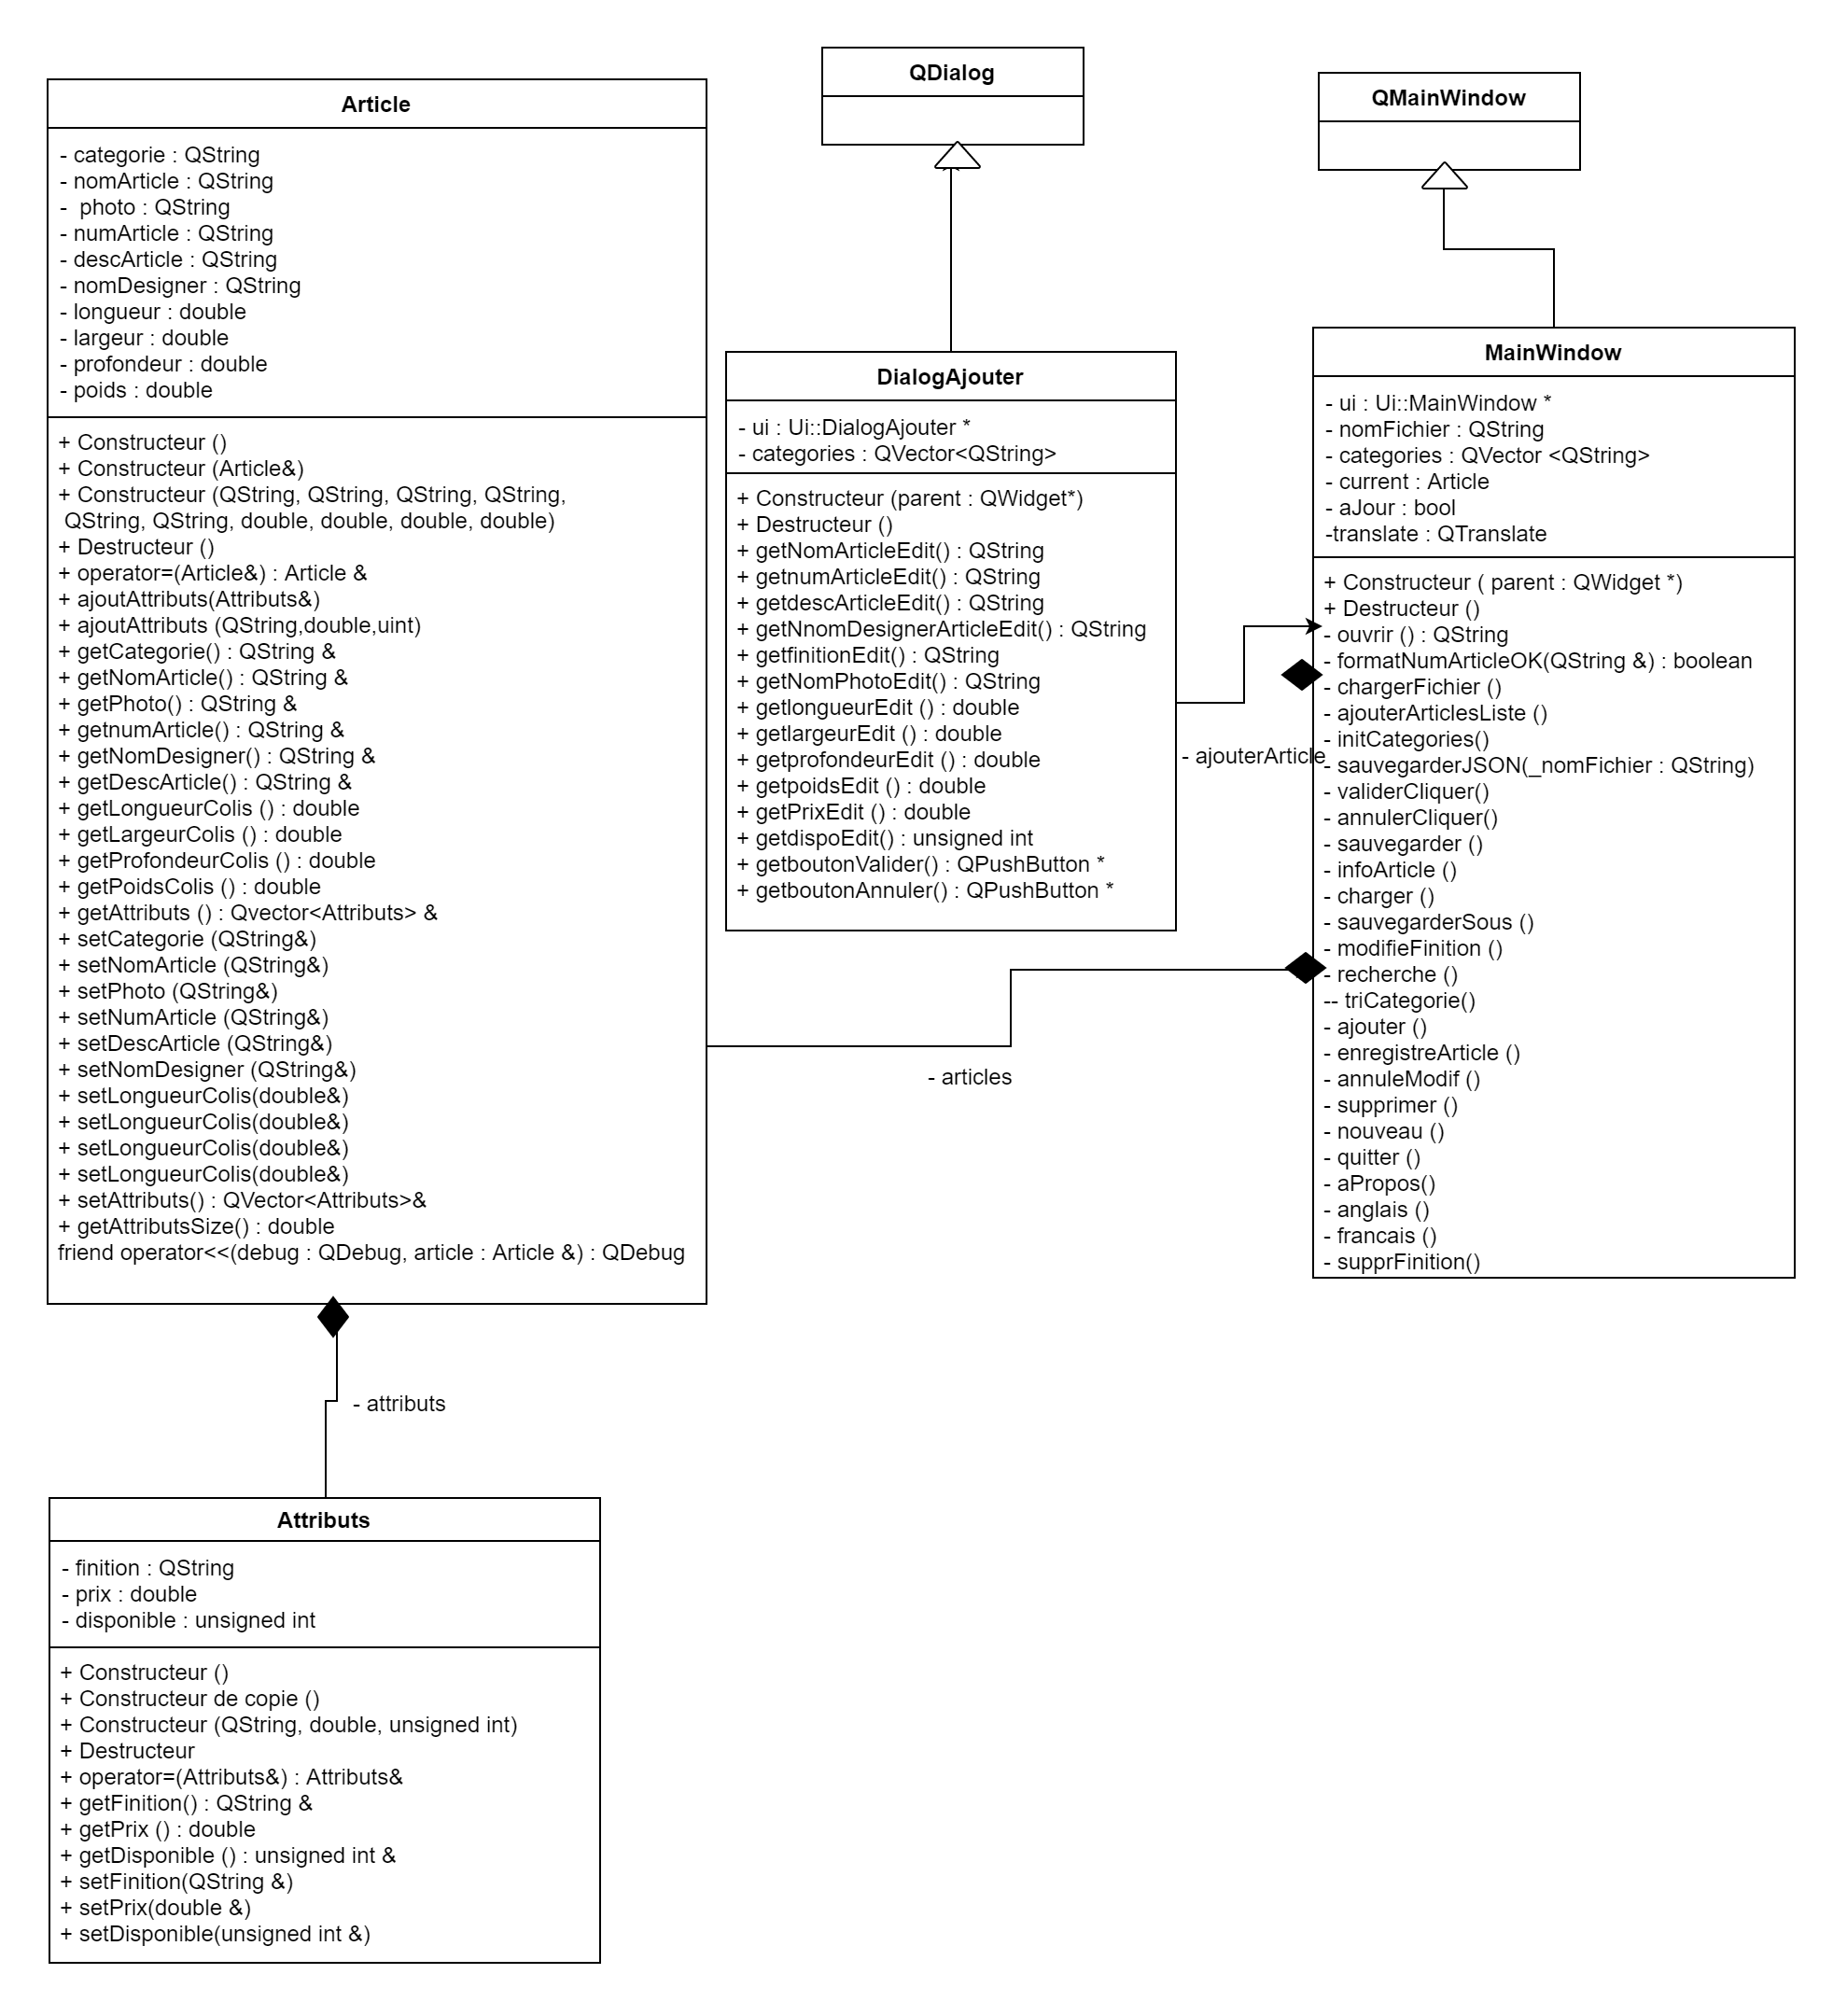 Article
- categorie : QString
- nomArticle : QString
-  photo : QString
- numArticle : QString
- descArticle : QString
- nomDesigner : QString
- longueur : double
- largeur : double
- profondeur : double
- poids : double
+ Constructeur ()
+ Constructeur (Article&)
+ Constructeur (QString, QString, QString, QString,
QString, QString, double, double, double, double)
+ Destructeur ()
+ operator=(Article&) : Article &
+ ajoutAttributs(Attributs&)
+ ajoutAttributs (QString,double,uint)
+ getCategorie() : QString &
+ getNomArticle() : QString &
+ getPhoto() : QString &
+ getnumArticle() : QString &
+ getNomDesigner() : QString &
+ getDescArticle() : QString &
+ getLongueurColis () : double
+ getLargeurColis () : double
+ getProfondeurColis () : double
+ getPoidsColis () : double
+ getAttributs () : Qvector<Attributs> &
+ setCategorie (QString&)
+ setNomArticle (QString&)
+ setPhoto (QString&)
+ setNumArticle (QString&)
+ setDescArticle (QString&)
+ setNomDesigner (QString&)
+ setLongueurColis(double&)
+ setLongueurColis(double&)
+ setLongueurColis(double&)
+ setLongueurColis(double&)
+ setAttributs() : QVector<Attributs>&
+ getAttributsSize() : double
friend operator<<(debug : QDebug, article : Article &) : QDebug
QDialog
DialogAjouter
- ui : Ui::DialogAjouter *
- categories : QVector<QString>
+ Constructeur (parent : QWidget*)
+ Destructeur ()
+ getNomArticleEdit() : QString
+ getnumArticleEdit() : QString
+ getdescArticleEdit() : QString
+ getNnomDesignerArticleEdit() : QString
+ getfinitionEdit() : QString
+ getNomPhotoEdit() : QString
+ getlongueurEdit () : double
+ getlargeurEdit () : double
+ getprofondeurEdit () : double
+ getpoidsEdit () : double
+ getPrixEdit () : double
+ getdispoEdit() : unsigned int
+ getboutonValider() : QPushButton *
+ getboutonAnnuler() : QPushButton *
- ajouterArticle
- articles
QMainWindow
MainWindow
- ui : Ui::MainWindow *
- nomFichier : QString
- categories : QVector <QString>
- current : Article
- aJour : bool
-translate : QTranslate
+ Constructeur ( parent : QWidget *)
+ Destructeur ()
- ouvrir () : QString
- formatNumArticleOK(QString &) : boolean
- chargerFichier ()
- ajouterArticlesListe ()
- initCategories()
- sauvegarderJSON(_nomFichier : QString)
- validerCliquer()
- annulerCliquer()
- sauvegarder ()
- infoArticle ()
- charger ()
- sauvegarderSous ()
- modifieFinition ()
- recherche ()
-- triCategorie()
- ajouter ()
- enregistreArticle ()
- annuleModif ()
- supprimer ()
- nouveau ()
- quitter ()
- aPropos()
- anglais ()
- francais ()
- supprFinition()
- attributs
Attributs
- finition : QString
- prix : double
- disponible : unsigned int
+ Constructeur ()
+ Constructeur de copie ()
+ Constructeur (QString, double, unsigned int)
+ Destructeur
+ operator=(Attributs&) : Attributs&
+ getFinition() : QString &
+ getPrix () : double
+ getDisponible () : unsigned int &
+ setFinition(QString &)
+ setPrix(double &)
+ setDisponible(unsigned int &)